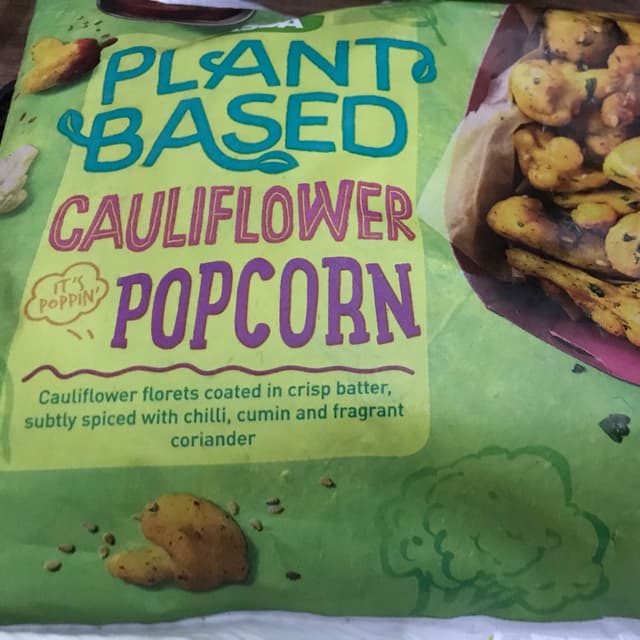 PLANT
BASED
CAULIFLOWER
IT'S
POPPIN'
POPCORN
Cauliflower florets coated in crisp batter,
subtly spiced with chilli, cumin and fragrant
coriander